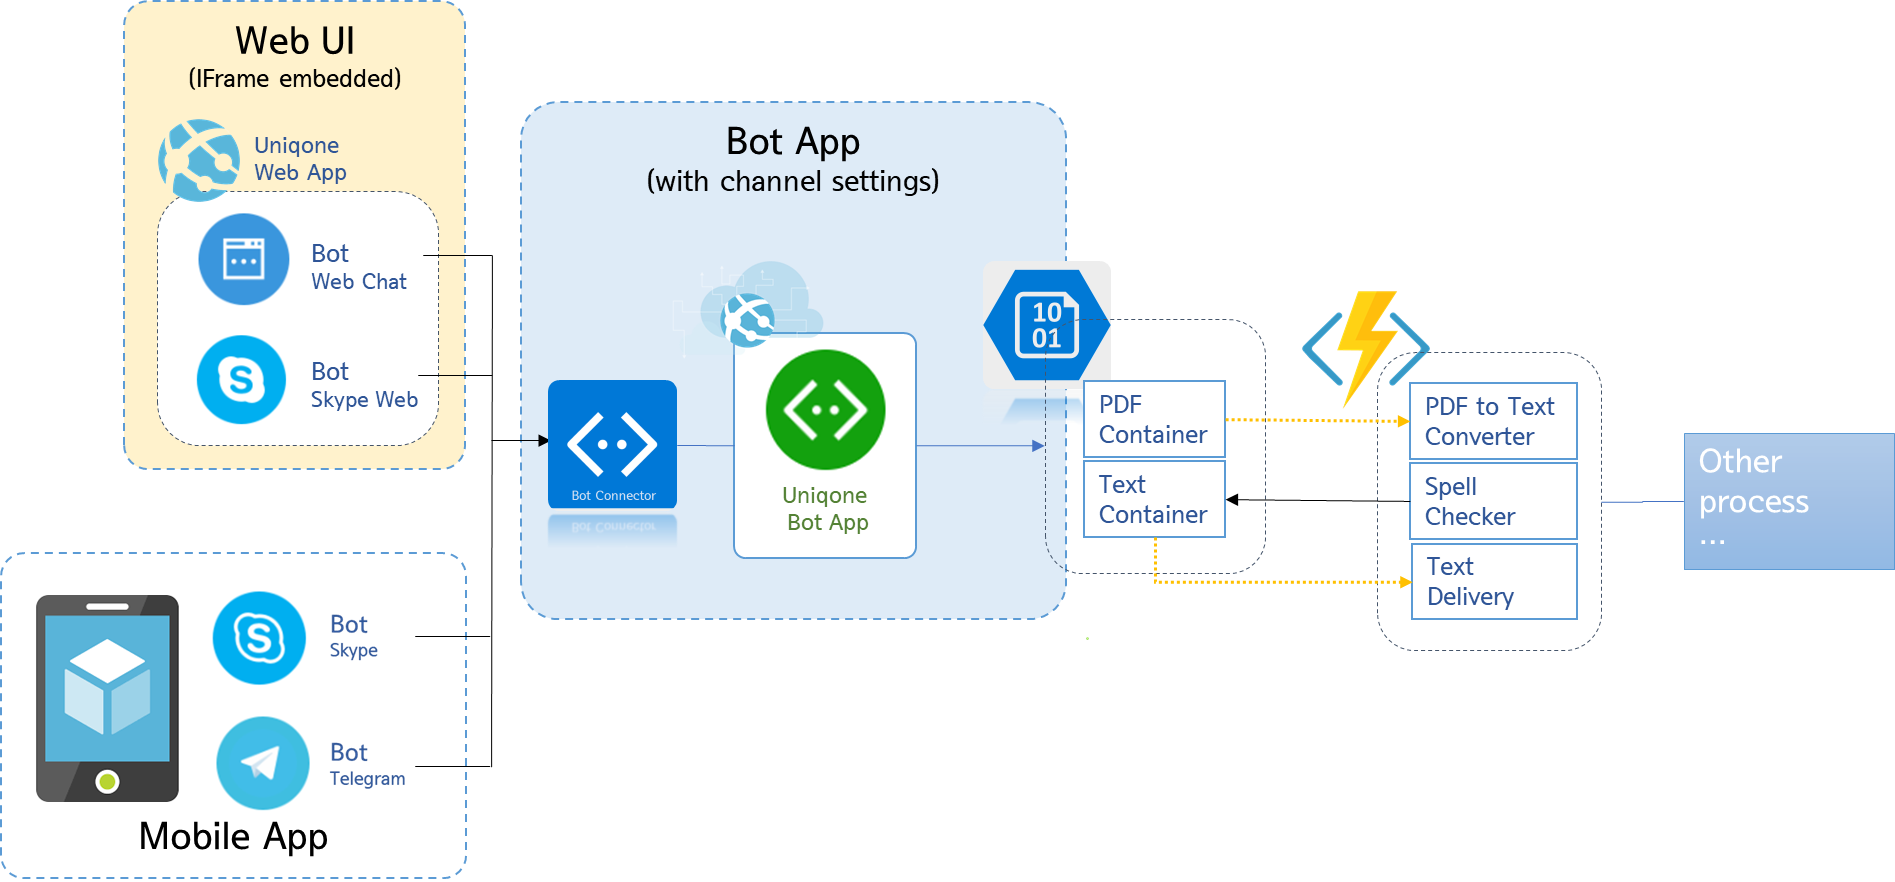 Web UI
(IFrame embedded)
Uniqone
Web App
Bot
Web Chat
Bot
Skype Web
Bot App
(with channel settings)
Bot Connector
Uniqone
Bot App
10
01
PDF
Container
Text
Container
PDF to Text
Converter
Spell
Checker
Text
Delivery
Other
process
...
Bot
Skype
Bot
Telegram
Mobile App